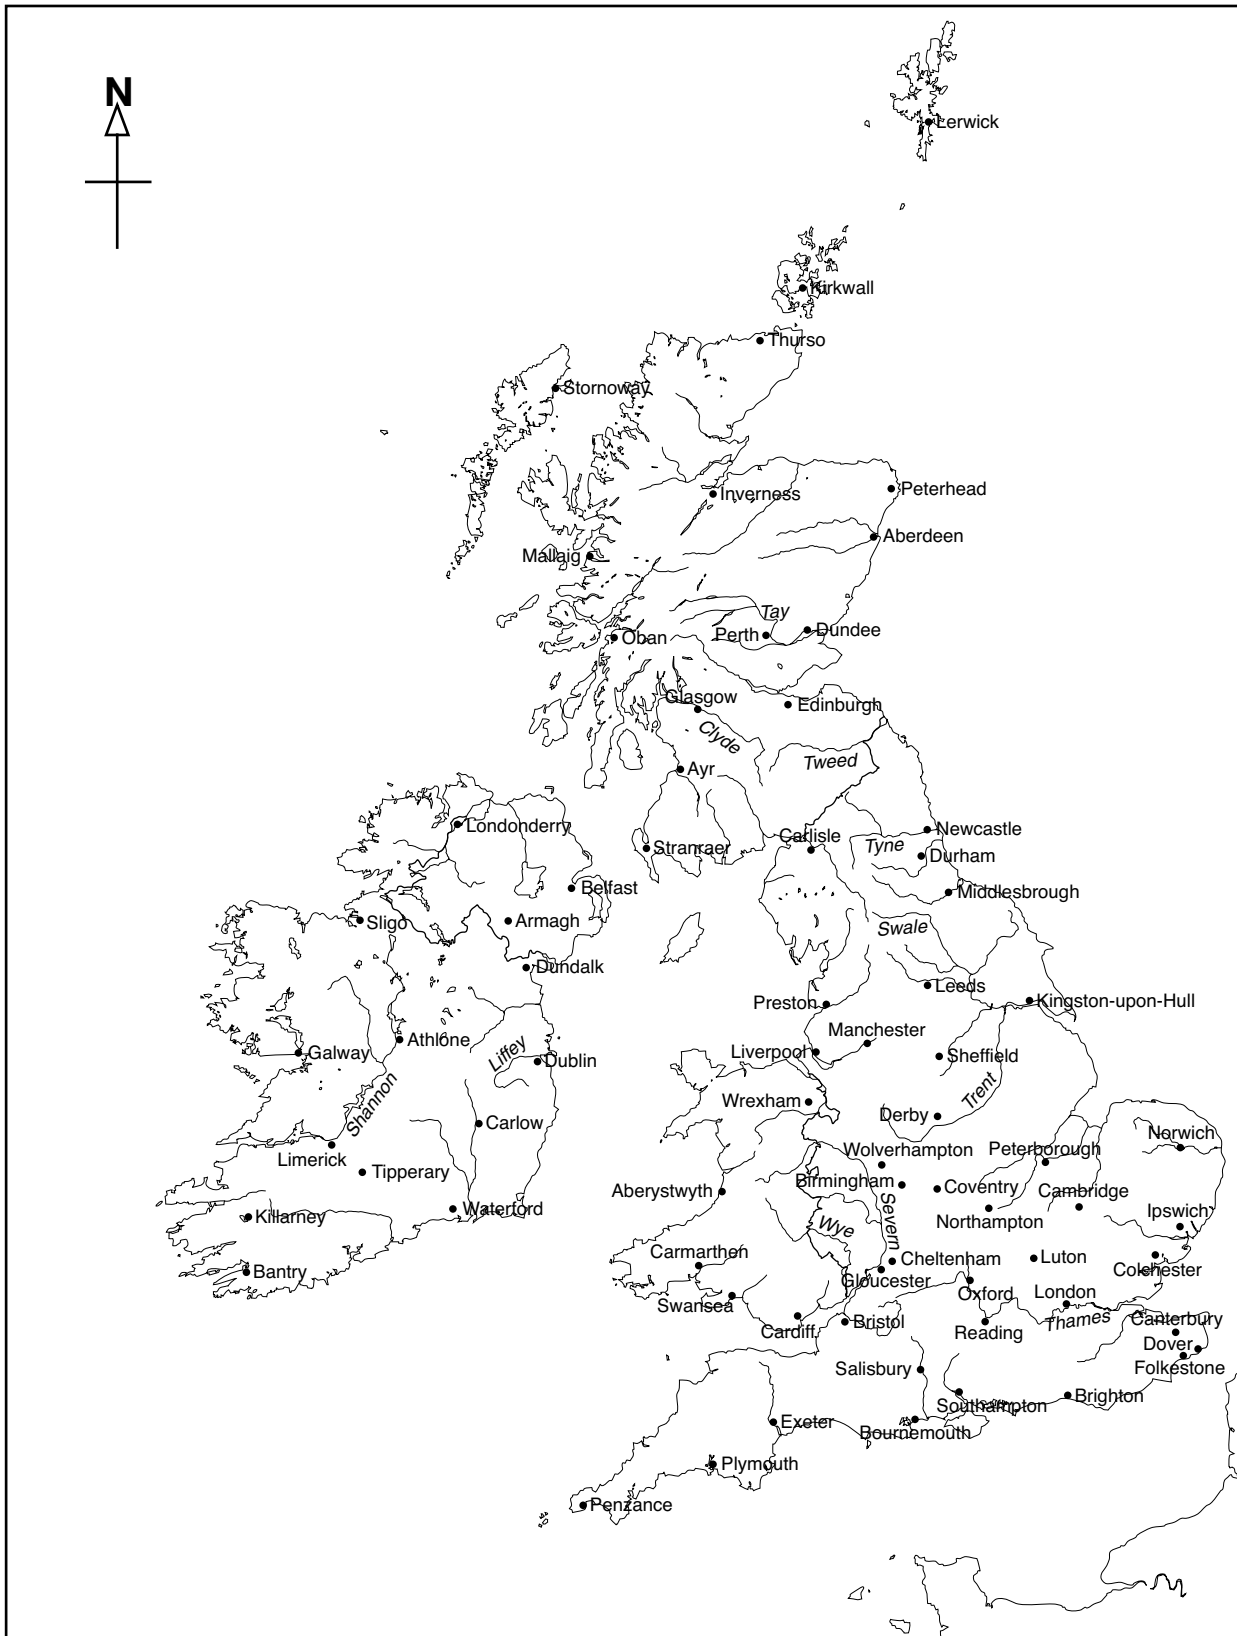 N
Lerwick
Kirkwall
Thurso
Stornoway
Inverness
Peterhead
Aberdeen
Mallaig
Tay
Oban
Perth
Dundee
Glasgow
Edinburgh
Clyde
Tweed
Ayr
Londonderry
Stranraer
Carlisle
Newcastle
Tyne
Durham
Belfast
Middlesbrough
Sligo
Armagh
Swale
Dundalk
Leeds
Preston
Kingston-upon-Hull
Manchester
Athlone
Galway
Liffey
Dublin
Liverpool
Sheffield
Shannon
Wrexham
Trent
Derby
Carlow
Norwich
Limerick
Wolverhampton
Peterborough
Tipperary
Birmingham
Coventry
Cambridge
Aberystwyth
Killarney
Waterford
Wye
Severn
Northampton
Ipswich
Carmarthen
Cheltenham
Luton
Colchester
Bantry
Gloucester
Oxford
London
Swansea
Cardiff
Bristol
Reading
Thames
Canterbury
Dover
Salisbury
Folkestone
Southampton
Brighton
Exeter
Bournemouth
Plymouth
Penzance